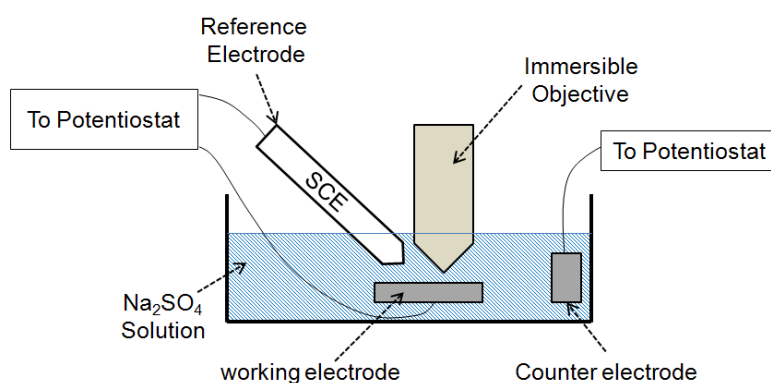 Reference
Electrode
Immersible
Objective
To Potentiostat
To Potentiostat
SCE
Na₂SO₄
Solution
working electrode
Counter electrode